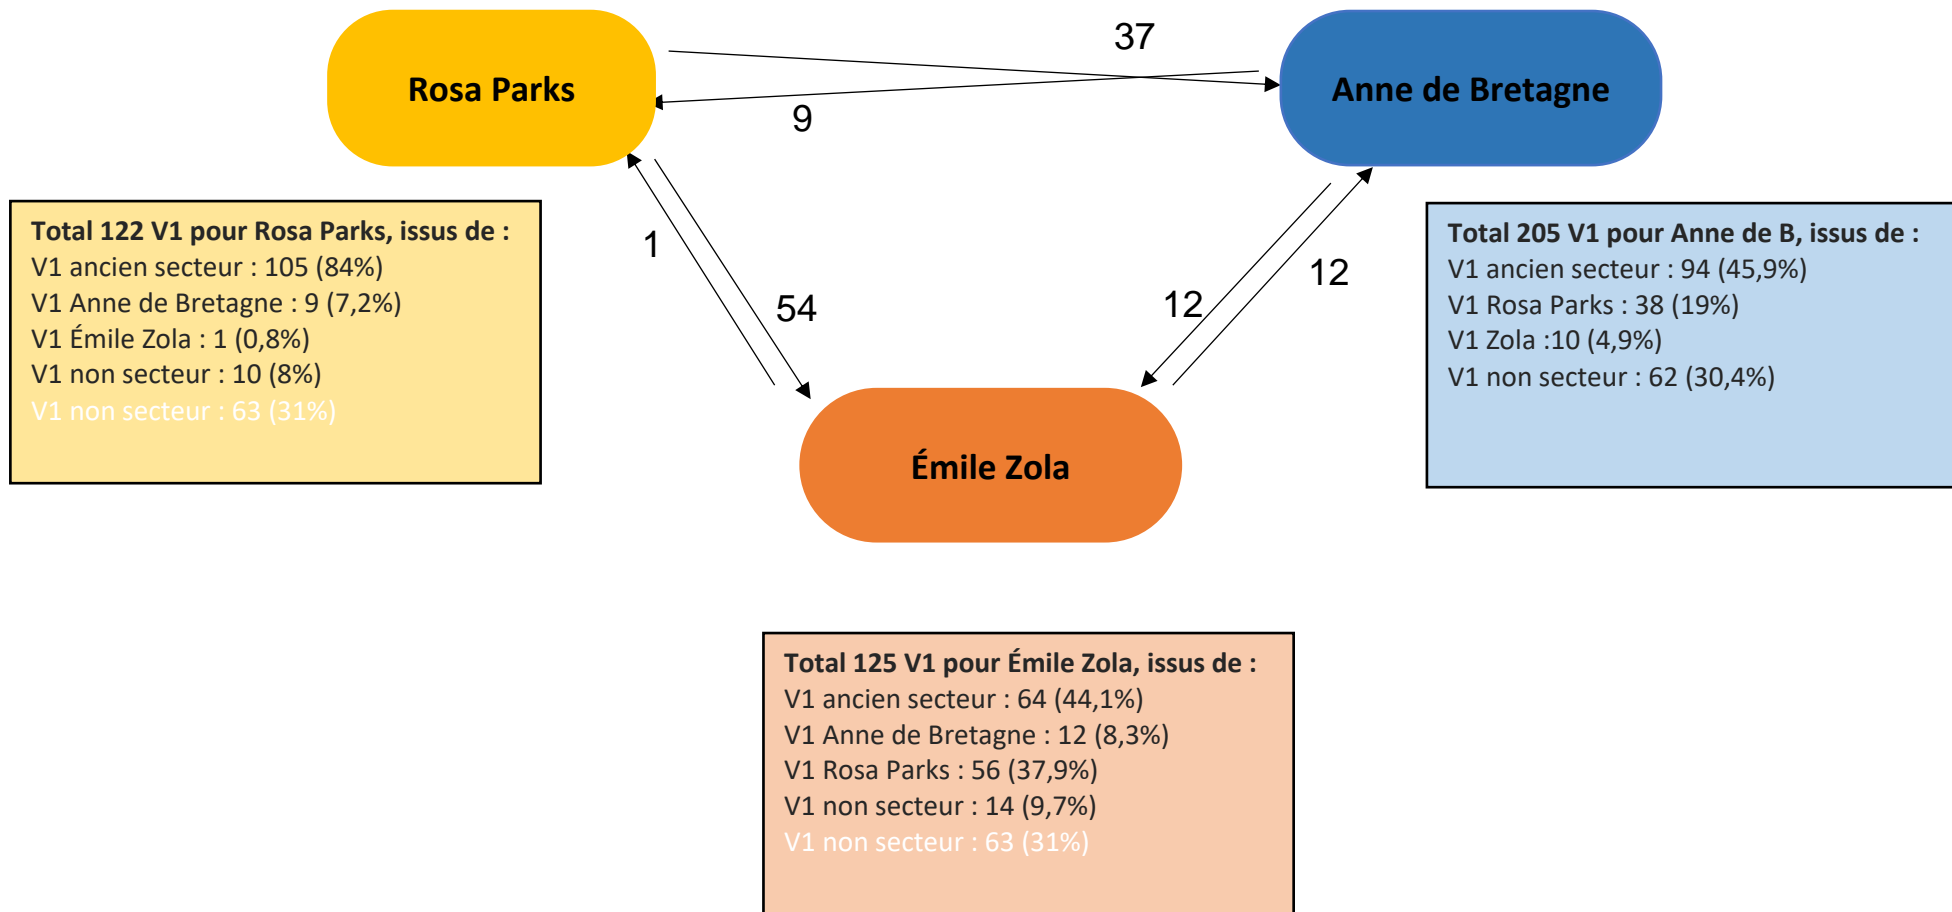 37
Rosa Parks
Anne de Bretagne
9
Total 122 V1 pour Rosa Parks, issus de :
V1 ancien secteur : 105 (84%)
V1 Anne de Bretagne : 9 (7,2%)
V1 Émile Zola : 1 (0,8%)
V1 non secteur : 10 (8%)
V1 non secteur : 63 (31%)
1
54
12
12
Total 205 V1 pour Anne de B, issus de :
V1 ancien secteur : 94 (45,9%)
V1 Rosa Parks : 38 (19%)
V1 Zola :10 (4,9%)
V1 non secteur : 62 (30,4%)
Émile Zola
Total 125 V1 pour Émile Zola, issus de :
V1 ancien secteur : 64 (44,1%)
V1 Anne de Bretagne : 12 (8,3%)
V1 Rosa Parks : 56 (37,9%)
V1 non secteur : 14 (9,7%)
V1 non secteur : 63 (31%)